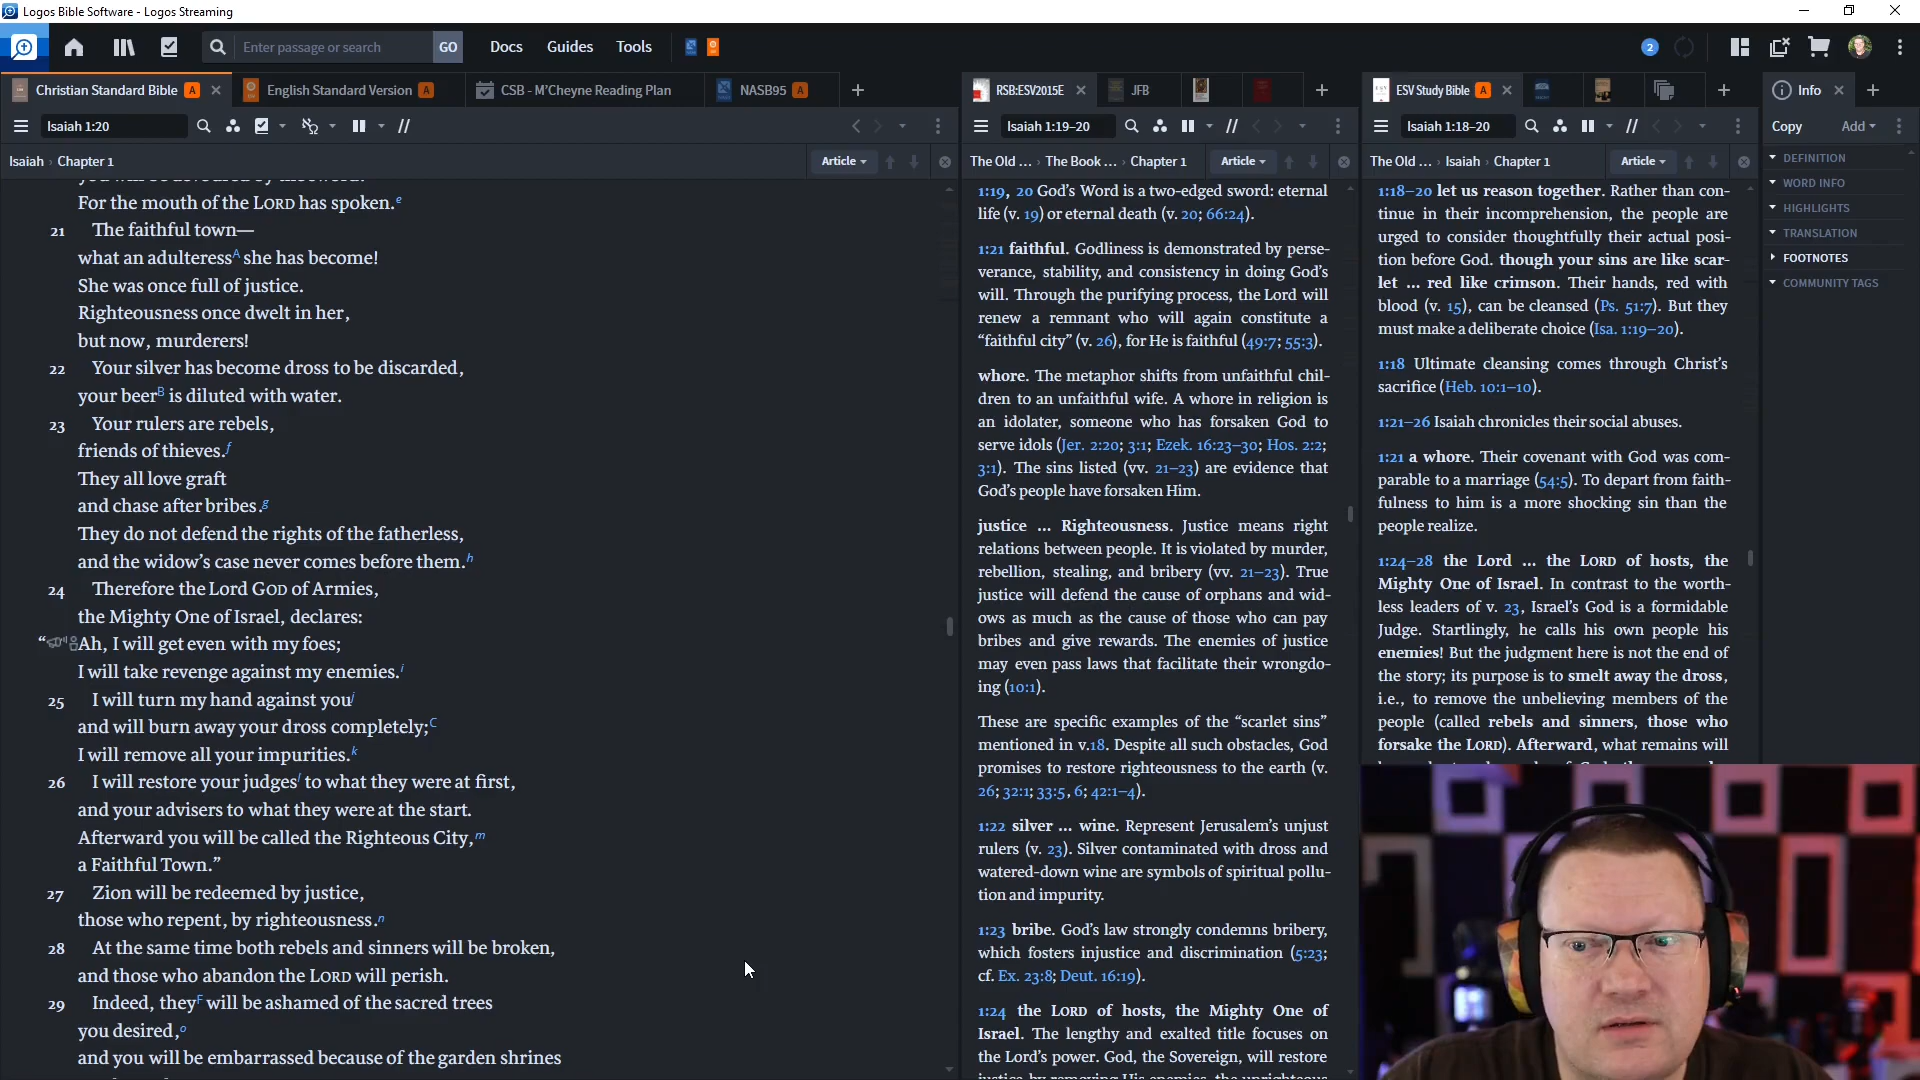 Logos Bible Software - Logos Streaming
Enter passage or search
GO
Docs
Guides
Tools
2
Christian Standard Bible A
English Standard Version A
CSB - M'Cheyne Reading Plan
NASB95 A
Isaiah 1:20
Isaiah › Chapter 1
Article
For the mouth of the LORD has spoken.e
21 The faithful town—
what an adulteressA she has become!
She was once full of justice.
Righteousness once dwelt in her,
but now, murderers!
22 Your silver has become dross to be discarded,
your beerB is diluted with water.
23 Your rulers are rebels,
friends of thieves.f
They all love graft
and chase after bribes.g
They do not defend the rights of the fatherless,
and the widow's case never comes before them.h
24 Therefore the Lord GOD of Armies,
the Mighty One of Israel, declares:
“Ah, I will get even with my foes;
I will take revenge against my enemies.i
25 I will turn my hand against youj
and will burn away your dross completely;C
I will remove all your impurities.k
26 I will restore your judgesl to what they were at first,
and your advisers to what they were at the start.
Afterward you will be called the Righteous City,m
a Faithful Town.”
27 Zion will be redeemed by justice,
those who repent, by righteousness.n
28 At the same time both rebels and sinners will be broken,
and those who abandon the LORD will perish.
29 Indeed, theyF will be ashamed of the sacred trees
you desired,o
and you will be embarrassed because of the garden shrines
RSB:ESV2015E
JFB
Isaiah 1:19–20
The Old ... › The Book ... › Chapter 1
Article
1:19, 20 God's Word is a two-edged sword: eternal
life (v. 19) or eternal death (v. 20; 66:24).
1:21 faithful. Godliness is demonstrated by perse-
verance, stability, and consistency in doing God's
will. Through the purifying process, the Lord will
renew a remnant who will again constitute a
“faithful city” (v. 26), for He is faithful (49:7; 55:3).
whore. The metaphor shifts from unfaithful chil-
dren to an unfaithful wife. A whore in religion is
an idolater, someone who has forsaken God to
serve idols (Jer. 2:20; 3:1; Ezek. 16:23–30; Hos. 2:2;
3:1). The sins listed (vv. 21–23) are evidence that
God's people have forsaken Him.
justice ... Righteousness. Justice means right
relations between people. It is violated by murder,
rebellion, stealing, and bribery (vv. 21–23). True
justice will defend the cause of orphans and wid-
ows as much as the cause of those who can pay
bribes and give rewards. The enemies of justice
may even pass laws that facilitate their wrongdo-
ing (10:1).
These are specific examples of the “scarlet sins”
mentioned in v.18. Despite all such obstacles, God
promises to restore righteousness to the earth (v.
26; 32:1; 33:5, 6; 42:1–4).
1:22 silver ... wine. Represent Jerusalem's unjust
rulers (v. 23). Silver contaminated with dross and
watered-down wine are symbols of spiritual pollu-
tion and impurity.
1:23 bribe. God's law strongly condemns bribery,
which fosters injustice and discrimination (5:23;
cf. Ex. 23:8; Deut. 16:19).
1:24 the LORD of hosts, the Mighty One of
Israel. The lengthy and exalted title focuses on
the Lord's power. God, the Sovereign, will restore
ESV Study Bible A
Isaiah 1:18–20
The Old ... › Isaiah › Chapter 1
Article
1:18–20 let us reason together. Rather than con-
tinue in their incomprehension, the people are
urged to consider thoughtfully their actual posi-
tion before God. though your sins are like scar-
let ... red like crimson. Their hands, red with
blood (v. 15), can be cleansed (Ps. 51:7). But they
must make a deliberate choice (Isa. 1:19–20).
1:18 Ultimate cleansing comes through Christ's
sacrifice (Heb. 10:1–10).
1:21–26 Isaiah chronicles their social abuses.
1:21 a whore. Their covenant with God was com-
parable to a marriage (54:5). To depart from faith-
fulness to him is a more shocking sin than the
people realize.
1:24–28 the Lord ... the LORD of hosts, the
Mighty One of Israel. In contrast to the worth-
less leaders of v. 23, Israel's God is a formidable
Judge. Startlingly, he calls his own people his
enemies! But the judgment here is not the end of
the story; its purpose is to smelt away the dross,
i.e., to remove the unbelieving members of the
people (called rebels and sinners, those who
forsake the LORD). Afterward, what remains will
Info
Copy
Add
DEFINITION
WORD INFO
HIGHLIGHTS
TRANSLATION
FOOTNOTES
COMMUNITY TAGS